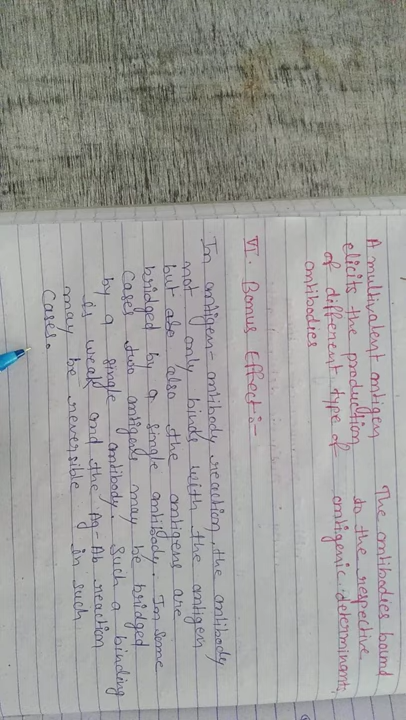 A multivalent antigen
elicits the production
of different type of
antibodies
The antibodies bound
to the respective
antigenic determinant.
VI. Bonus Effect:-
In antigen-antibody reaction, the antibody
not only binds with the antigen
but also also the antigens are
bridged by a single antibody. In some
cases two antigens may be bridged
by a single antibody. Such a binding
is weak and the An-Ab reaction
may be reversible in such
cases.